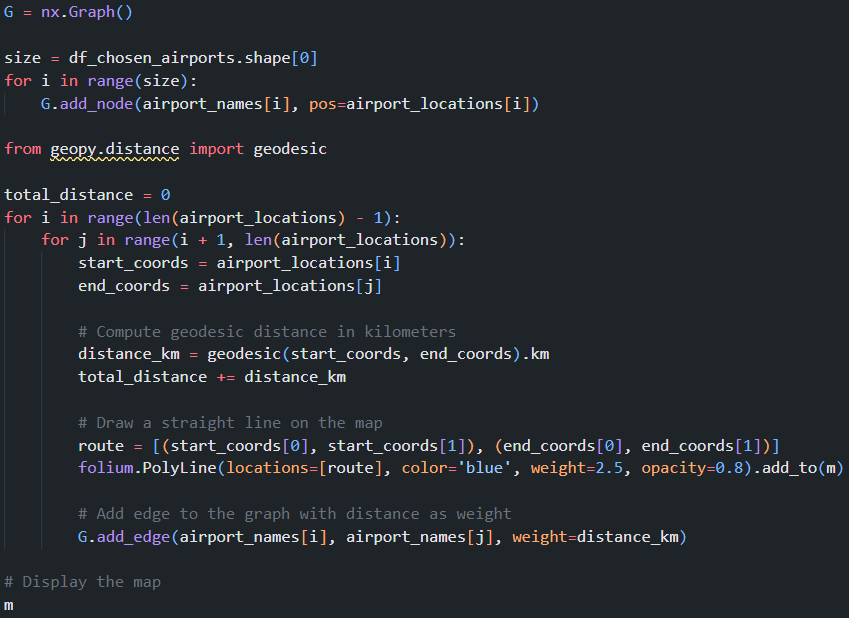 G = nx.Graph()
size = df_chosen_airports.shape[0]
for i in range(size):
    G.add_node(airport_names[i], pos=airport_locations[i])
from geopy.distance import geodesic
total_distance = 0
for i in range(len(airport_locations) - 1):
    for j in range(i + 1, len(airport_locations)):
        start_coords = airport_locations[i]
        end_coords = airport_locations[j]
        # Compute geodesic distance in kilometers
        distance_km = geodesic(start_coords, end_coords).km
        total_distance += distance_km
        # Draw a straight line on the map
        route = [(start_coords[0], start_coords[1]), (end_coords[0], end_coords[1])]
        folium.PolyLine(locations=[route], color='blue', weight=2.5, opacity=0.8).add_to(m)
        # Add edge to the graph with distance as weight
        G.add_edge(airport_names[i], airport_names[j], weight=distance_km)
# Display the map
m